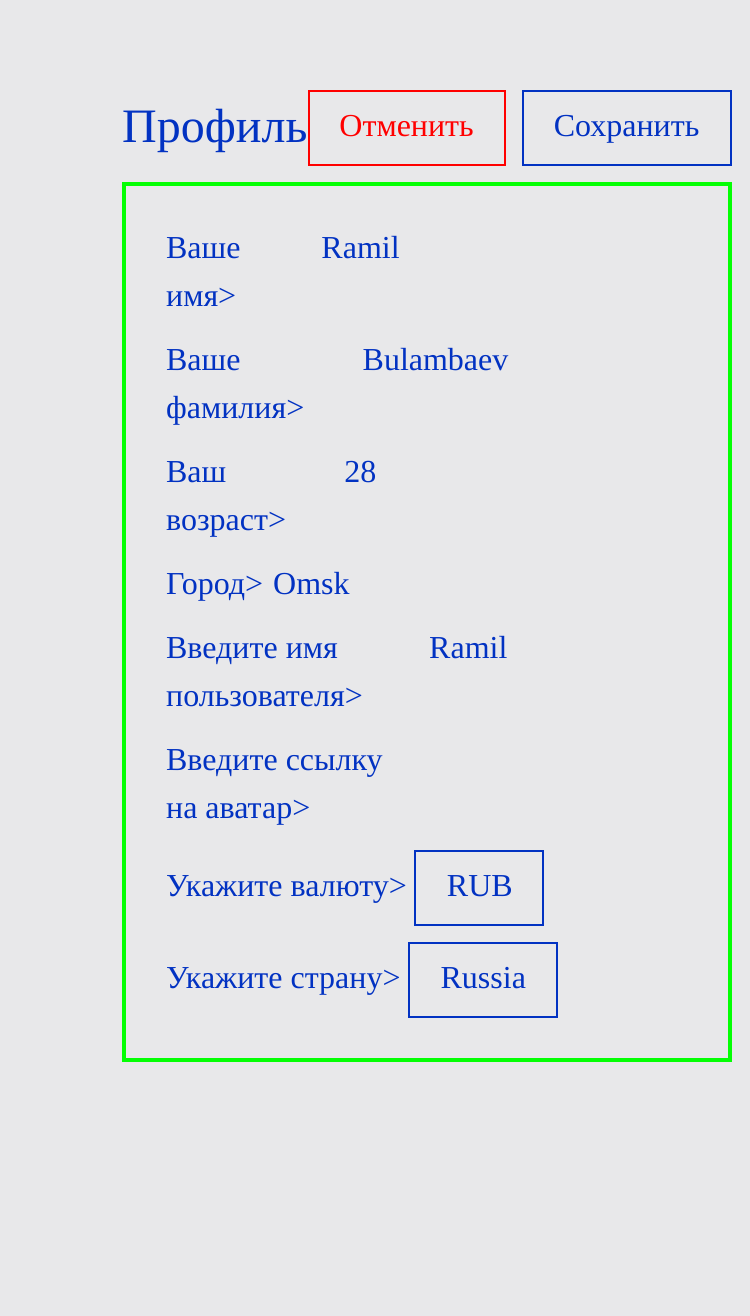 Профиль Отменить Сохранить
Ваше Ramil
имя>
Ваше Bulambaev
фамилия>
Ваш 28
возраст>
Город> Omsk
Введите имя Ramil
пользователя>
Введите ссылку
на аватар>
Укажите валюту> RUB
Укажите страну> Russia